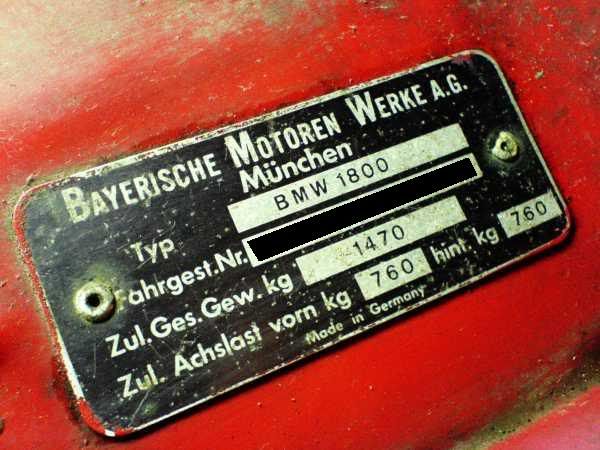 BAYERISCHE MOTOREN WERKE A.G.
München
Typ BMW 1800
Fahrgest.Nr.
Zul.Ges.Gew. kg 1470
Zul. Achslast vorn kg 760 hint. kg 760
Made in Germany